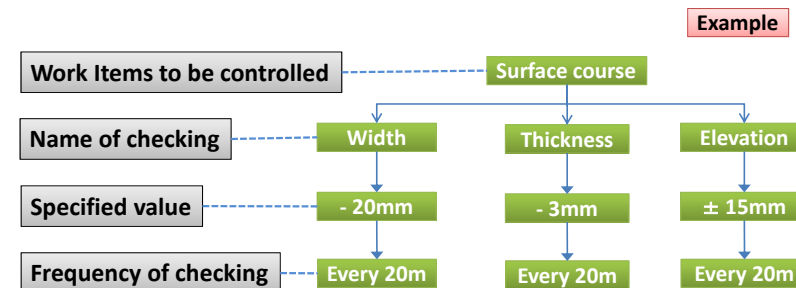 Example
Work Items to be controlled
Surface course
Name of checking
Width
Thickness
Elevation
Specified value
- 20mm
- 3mm
± 15mm
Frequency of checking
Every 20m
Every 20m
Every 20m